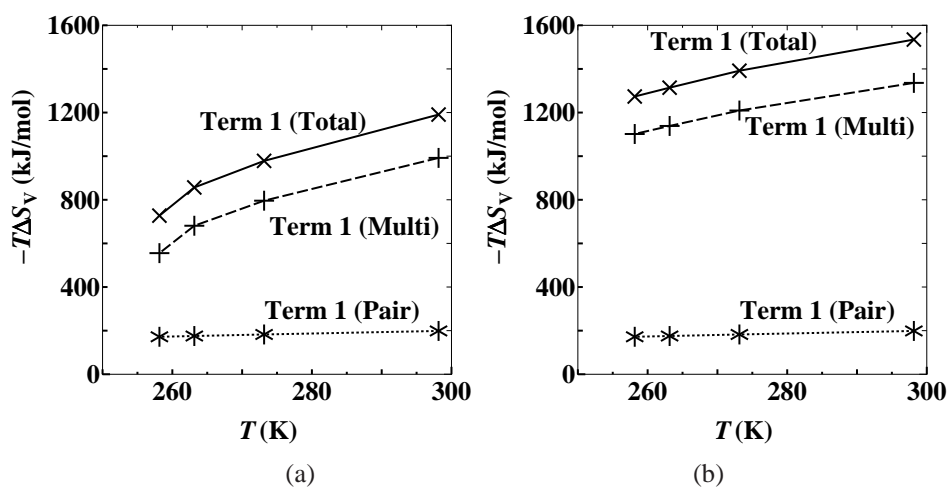 1600
1200
800
400
0
−TΔS_V (kJ/mol)
Term 1 (Total)
Term 1 (Multi)
Term 1 (Pair)
260 280 300
T (K)
(a)
1600
1200
800
400
0
−TΔS_V (kJ/mol)
Term 1 (Total)
Term 1 (Multi)
Term 1 (Pair)
260 280 300
T (K)
(b)